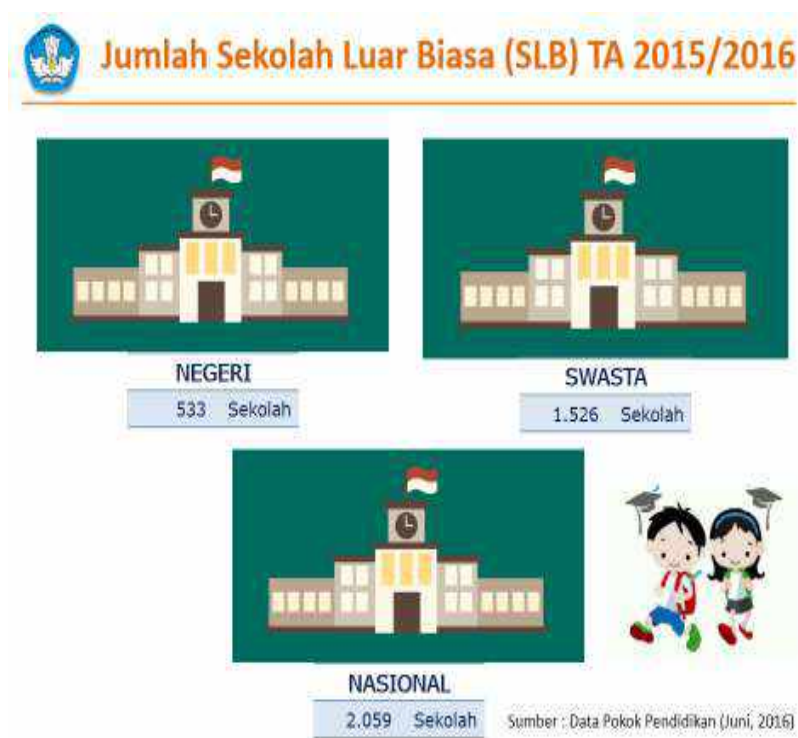 Jumlah Sekolah Luar Biasa (SLB) TA 2015/2016
NEGERI
533 Sekolah
SWASTA
1.526 Sekolah
NASIONAL
2.059 Sekolah
Sumber : Data Pokok Pendidikan (Juni, 2016)